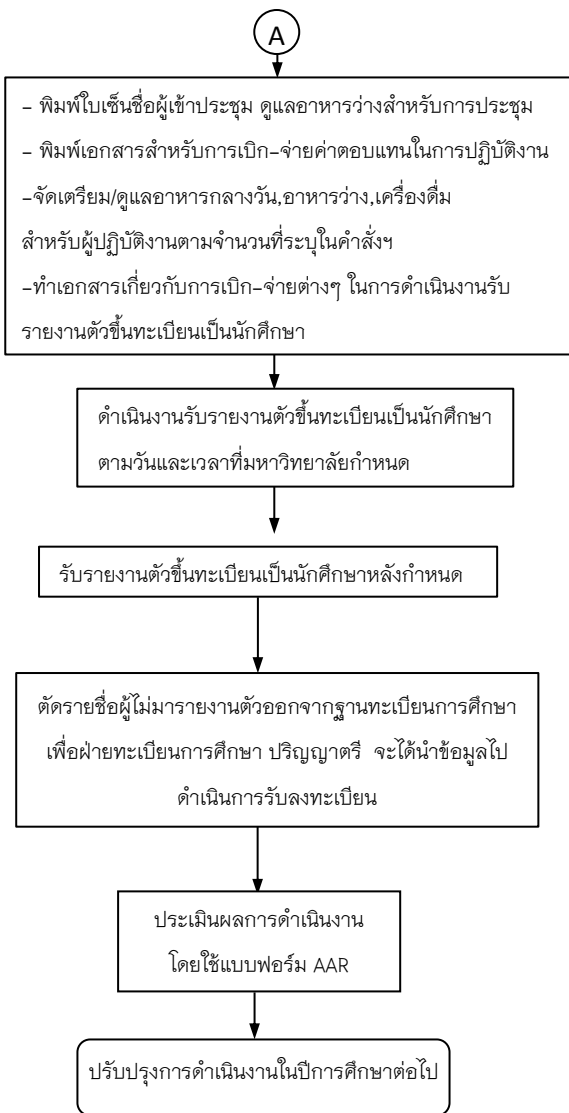 A
- พิมพ์ใบเซ็นชื่อผู้เข้าประชุม ดูแลอาหารว่างสำหรับการประชุม
- พิมพ์เอกสารสำหรับการเบิก-จ่ายค่าตอบแทนในการปฏิบัติงาน
-จัดเตรียม/ดูแลอาหารกลางวัน,อาหารว่าง,เครื่องดื่ม
สำหรับผู้ปฏิบัติงานตามจำนวนที่ระบุในคำสั่งฯ
-ทำเอกสารเกี่ยวกับการเบิก-จ่ายต่างๆ ในการดำเนินงานรับ
รายงานตัวขึ้นทะเบียนเป็นนักศึกษา
ดำเนินงานรับรายงานตัวขึ้นทะเบียนเป็นนักศึกษา
ตามวันและเวลาที่มหาวิทยาลัยกำหนด
รับรายงานตัวขึ้นทะเบียนเป็นนักศึกษาหลังกำหนด
ตัดรายชื่อผู้ไม่มารายงานตัวออกจากฐานทะเบียนการศึกษา
เพื่อฝ่ายทะเบียนการศึกษา ปริญญาตรี จะได้นำข้อมูลไป
ดำเนินการรับลงทะเบียน
ประเมินผลการดำเนินงาน
โดยใช้แบบฟอร์ม AAR
ปรับปรุงการดำเนินงานในปีการศึกษาต่อไป